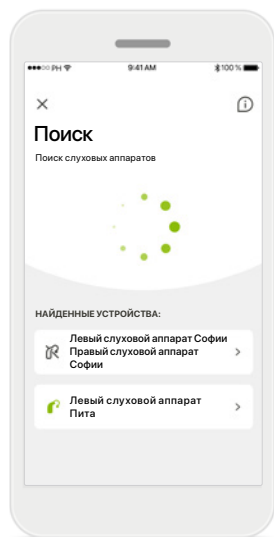 PH 9:41 AM 100 %
Поиск
Поиск слуховых аппаратов
НАЙДЕННЫЕ УСТРОЙСТВА:
Левый слуховой аппарат Софии
Правый слуховой аппарат
Софии
Левый слуховой аппарат
Пита